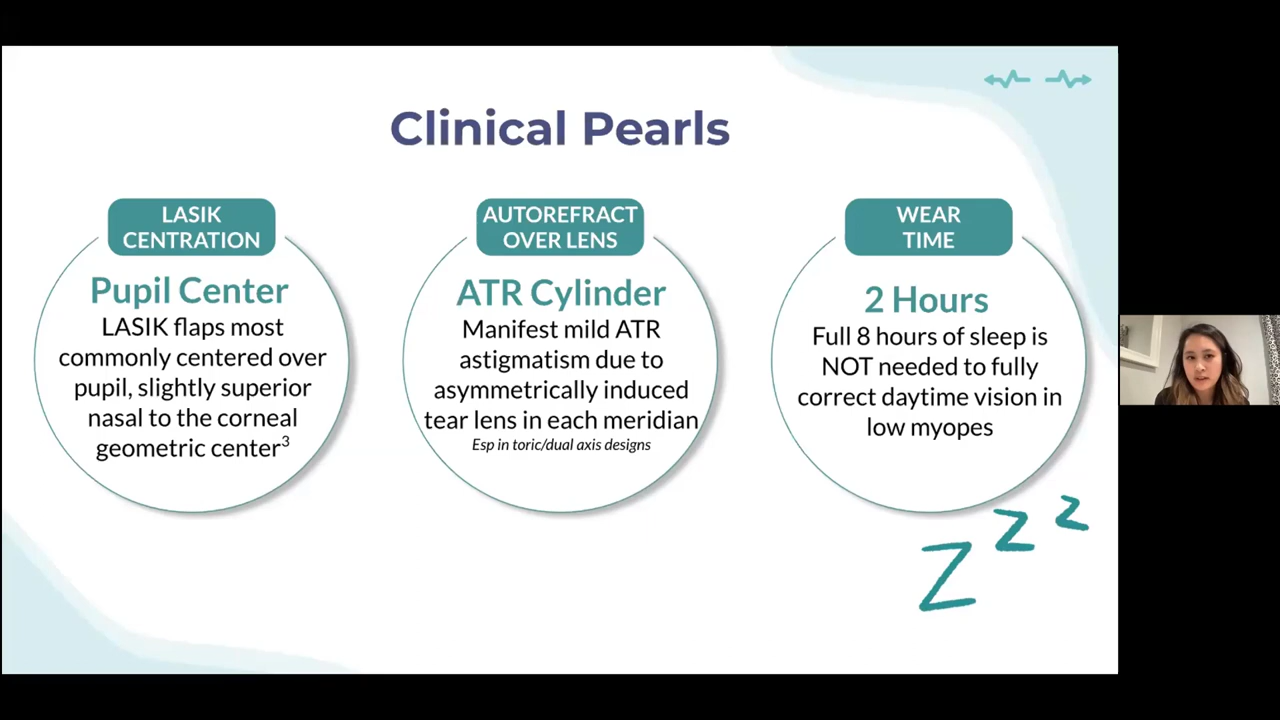 Clinical Pearls
LASIK
CENTRATION
Pupil Center
LASIK flaps most
commonly centered over
pupil, slightly superior
nasal to the corneal
geometric center3
AUTOREFRACT
OVER LENS
ATR Cylinder
Manifest mild ATR
astigmatism due to
asymmetrically induced
tear lens in each meridian
Esp in toric/dual axis designs
WEAR
TIME
2 Hours
Full 8 hours of sleep is
NOT needed to fully
correct daytime vision in
low myopes
Z z z